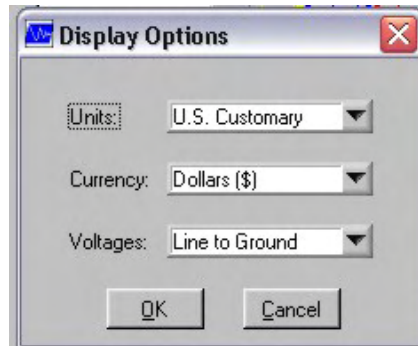 Display Options
Units: U.S. Customary
Currency: Dollars ($)
Voltages: Line to Ground
OK Cancel